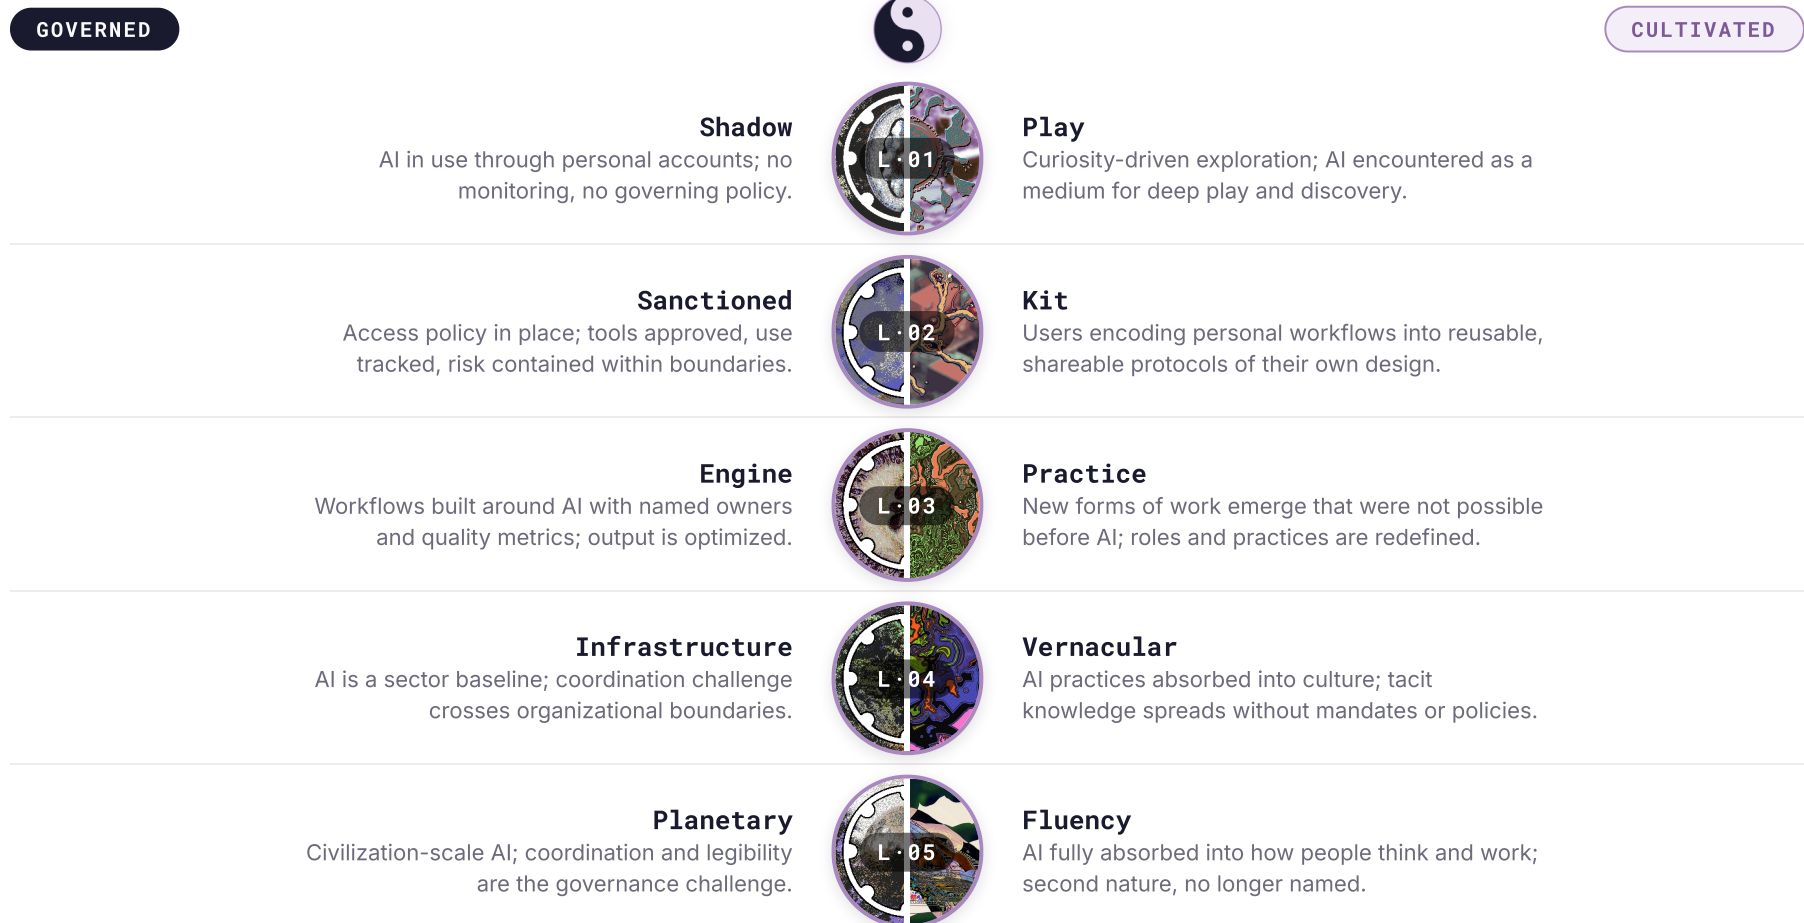 GOVERNED
CULTIVATED
Shadow
AI in use through personal accounts; no
monitoring, no governing policy.
L·01
Play
Curiosity-driven exploration; AI encountered as a
medium for deep play and discovery.
Sanctioned
Access policy in place; tools approved, use
tracked, risk contained within boundaries.
L·02
Kit
Users encoding personal workflows into reusable,
shareable protocols of their own design.
Engine
Workflows built around AI with named owners
and quality metrics; output is optimized.
L·03
Practice
New forms of work emerge that were not possible
before AI; roles and practices are redefined.
Infrastructure
AI is a sector baseline; coordination challenge
crosses organizational boundaries.
L·04
Vernacular
AI practices absorbed into culture; tacit
knowledge spreads without mandates or policies.
Planetary
Civilization-scale AI; coordination and legibility
are the governance challenge.
L·05
Fluency
AI fully absorbed into how people think and work;
second nature, no longer named.